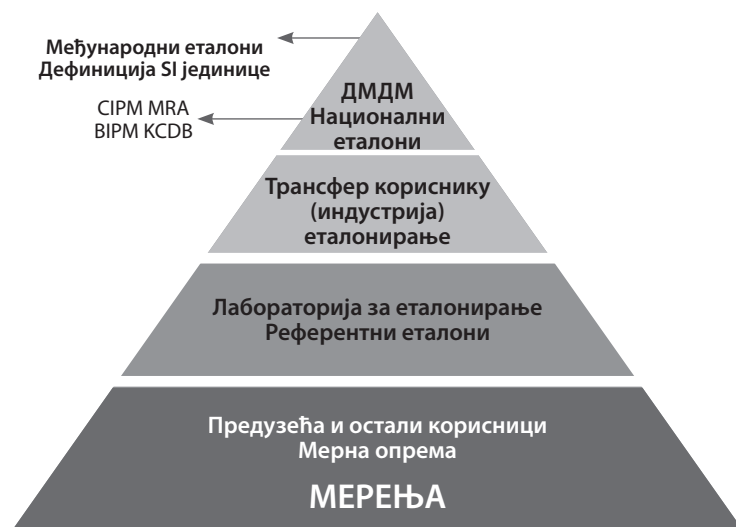 Међународни еталони
Дефиниција SI јединице
CIPM MRA
BIPM KCDB
ДМДМ
Национални
еталони
Трансфер кориснику
(индустрија)
еталонирање
Лабораторија за еталонирање
Референтни еталони
Предузећа и остали корисници
Мерна опрема
МЕРЕЊА